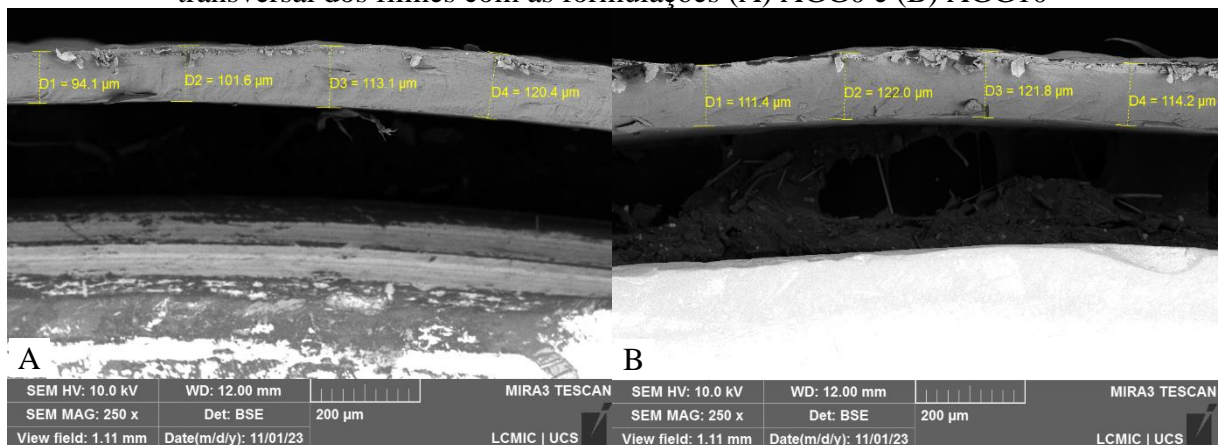 transversal dos filmes com as formulações (A) e (B)
D1 = 94.1 µm
D2 = 101.6 µm
D3 = 113.1 µm
D4 = 120.4 µm
A
SEM HV: 10.0 kV WD: 12.00 mm MIRA3 TESCAN
SEM MAG: 250 x Det: BSE 200 µm
View field: 1.11 mm Date(m/d/y): 11/01/23 LCMIC | UCS
D1 = 111.4 µm
D2 = 122.0 µm
D3 = 121.8 µm
D4 = 114.2 µm
B
SEM HV: 10.0 kV WD: 12.00 mm MIRA3 TESCAN
SEM MAG: 250 x Det: BSE 200 µm
View field: 1.11 mm Date(m/d/y): 11/01/23 LCMIC | UCS